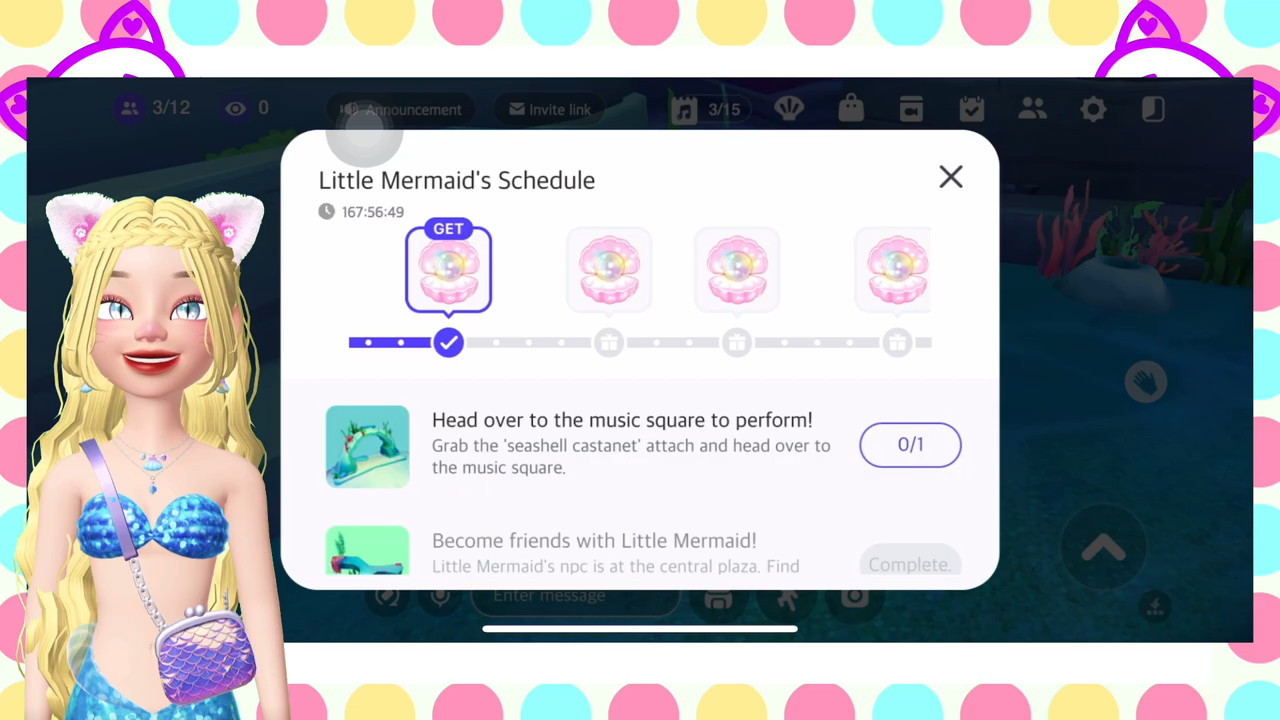 3/12
0
Announcement
Invite link
3/15
Little Mermaid's Schedule
167:56:49
GET
Head over to the music square to perform!
Grab the 'seashell castanet' attach and head over to
the music square.
0/1
Become friends with Little Mermaid!
Little Mermaid's npc is at the central plaza. Find
Complete.
Enter message